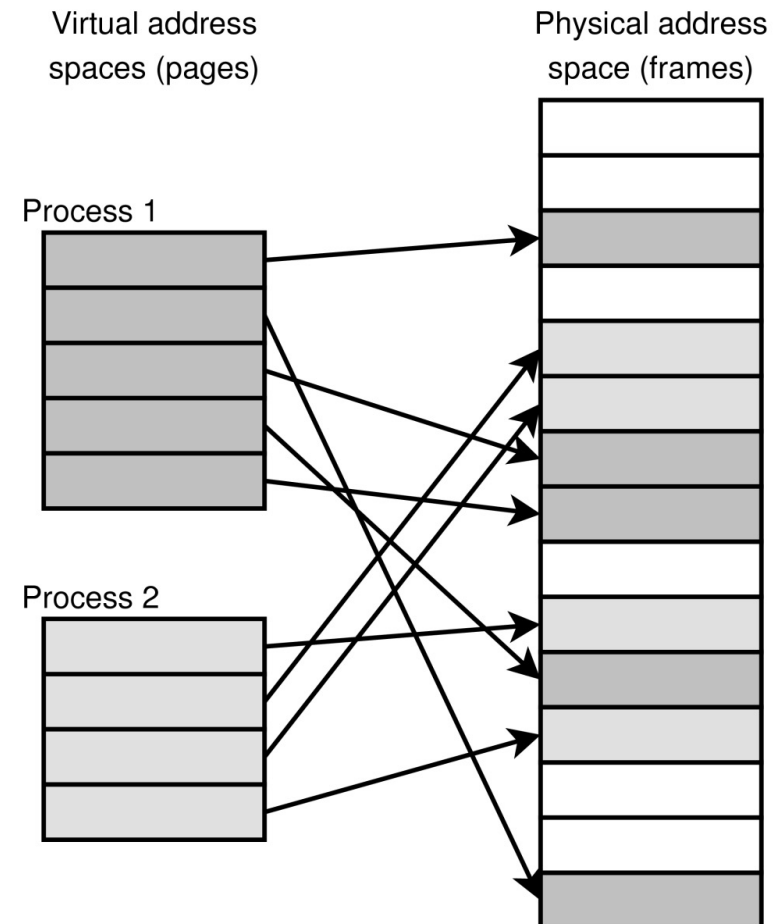 Virtual address
spaces (pages)
Physical address
space (frames)
Process 1
Process 2